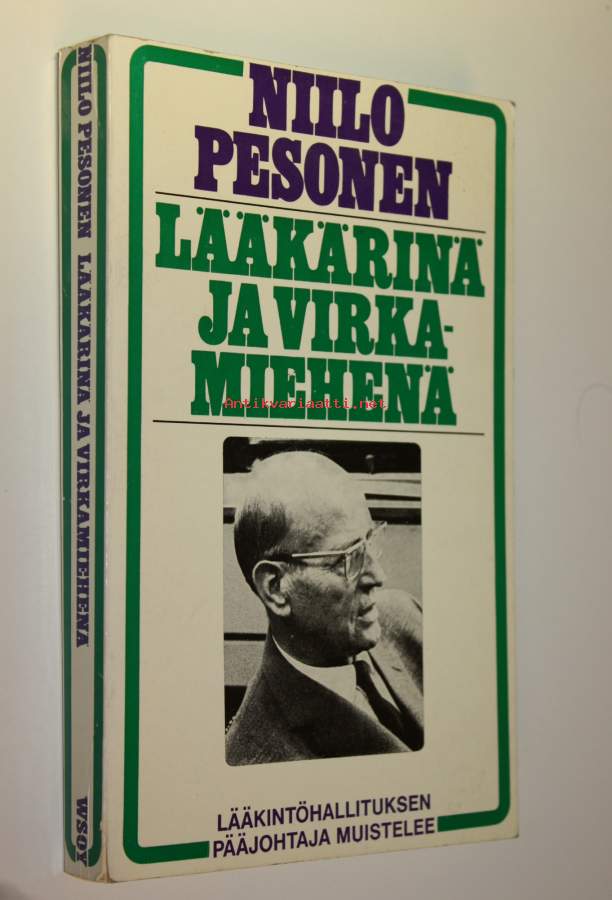 NIILO PESONEN LÄÄKÄRINÄ JA VIRKAMIEHENÄ WSOY
NIILO
PESONEN
LÄÄKÄRINÄ
JA VIRKA-
MIEHENÄ
Antikvariaatti.net
LÄÄKINTÖHALLITUKSEN
PÄÄJOHTAJA MUISTELEE